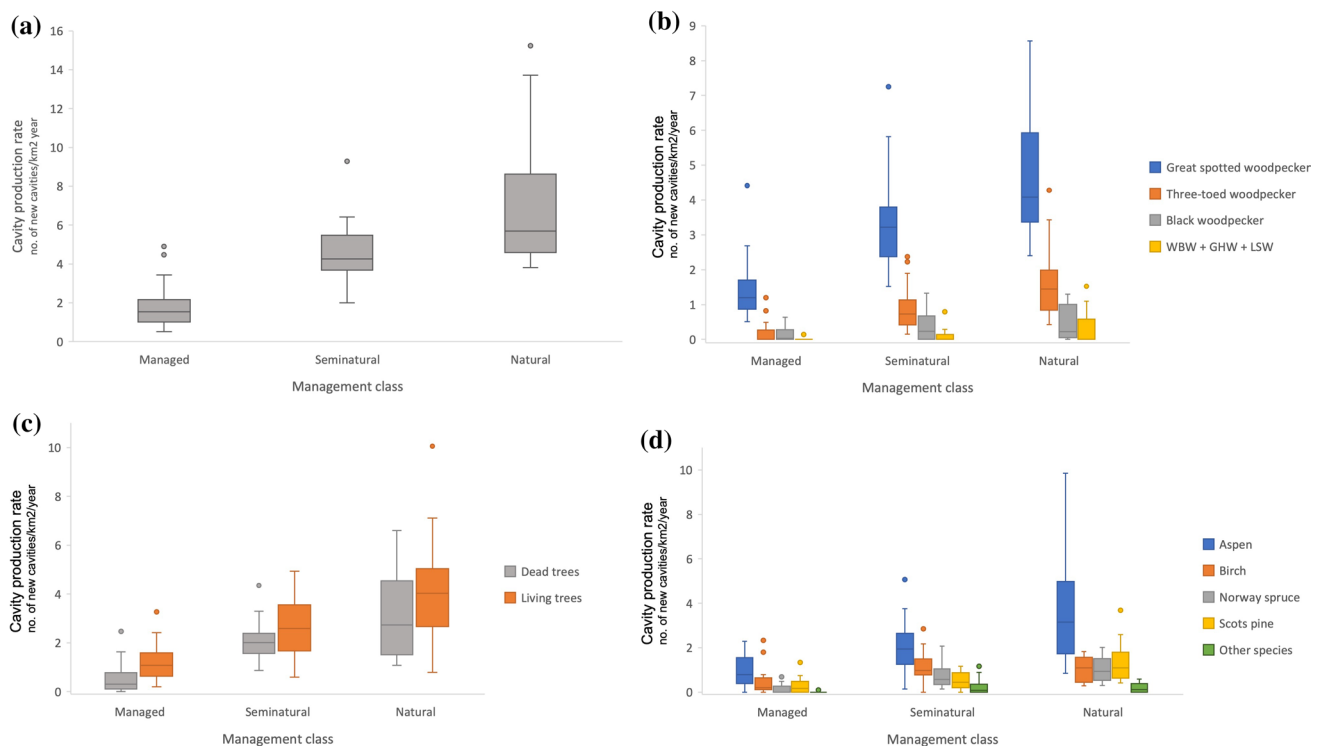 (a)
Cavity production rate
no. of new cavities/km2 year
16
14
12
10
8
6
4
2
0
Managed
Seminatural
Natural
Management class
(b)
Cavity production rate
no. of new cavities/km2/year
9
8
7
6
5
4
3
2
1
0
Managed
Seminatural
Natural
Management class
Great spotted woodpecker
Three-toed woodpecker
Black woodpecker
WBW + GHW + LSW
(c)
Cavity production rate
no. of new cavities/km2/year
10
8
6
4
2
0
Managed
Seminatural
Natural
Management class
Dead trees
Living trees
(d)
Cavity production rate
no. of new cavities/km2/year
10
8
6
4
2
0
Managed
Seminatural
Natural
Management class
Aspen
Birch
Norway spruce
Scots pine
Other species